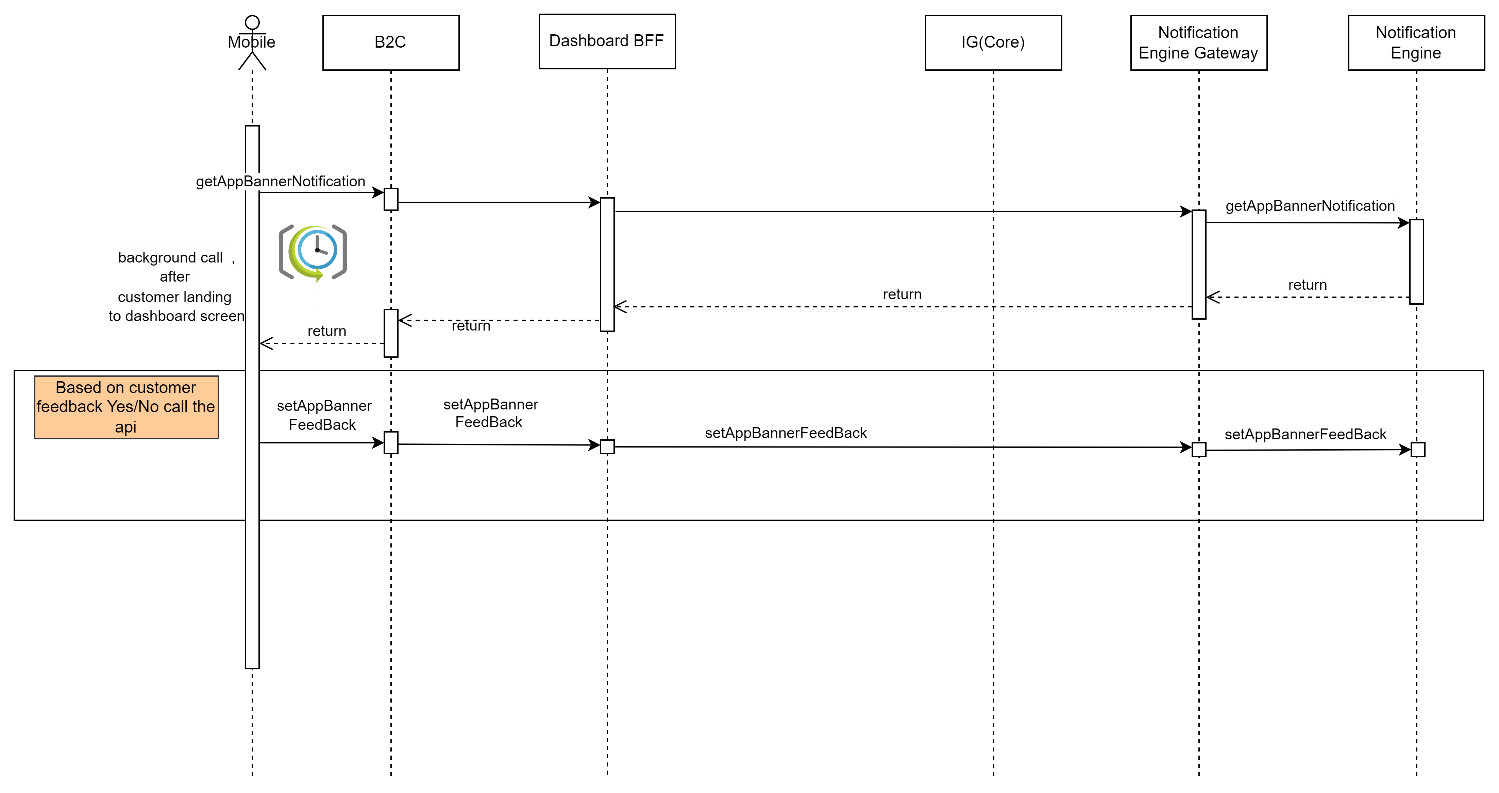 Mobile
B2C
Dashboard BFF
IG(Core)
Notification
Engine Gateway
Notification
Engine
getAppBannerNotification
getAppBannerNotification
background call ,
after
customer landing
to dashboard screen
return
return
return
return
Based on customer
feedback Yes/No call the
api
setAppBanner
FeedBack
setAppBanner
FeedBack
setAppBannerFeedBack
setAppBannerFeedBack